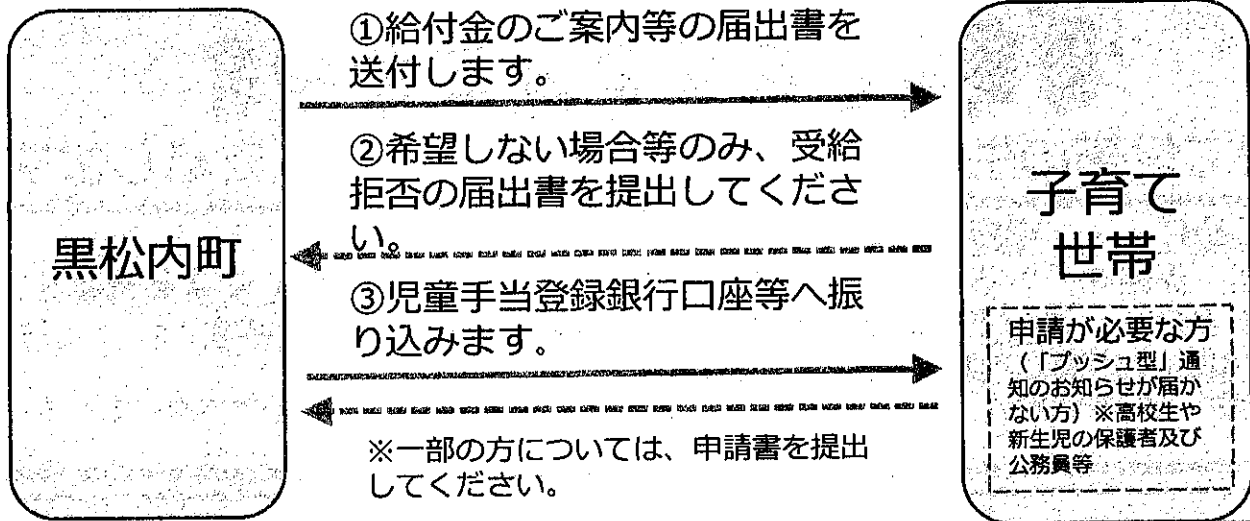 黒松内町
①給付金のご案内等の届出書を
送付します。
②希望しない場合等のみ、受給
拒否の届出書を提出してくださ
い。
③児童手当登録銀行口座等へ振
り込みます。
※一部の方については、申請書を提出
してください。
子育て
世帯
申請が必要な方
（「プッシュ型」通
知のお知らせが届か
ない方）※高校生や
新生児の保護者及び
公務員等